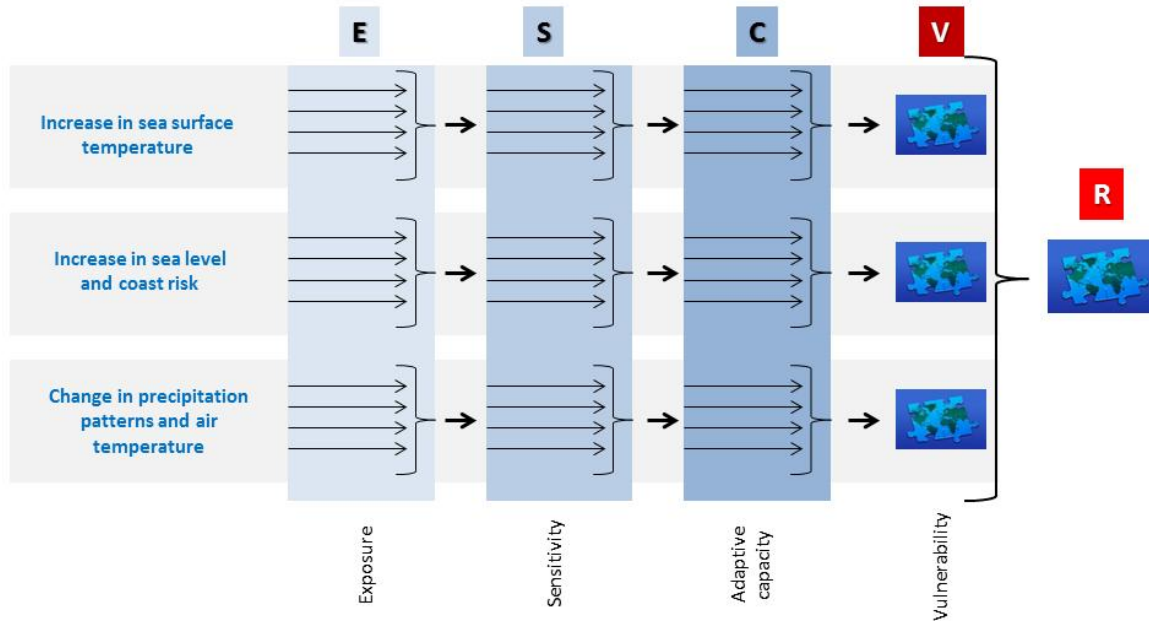 E
S
C
V
R
Increase in sea surface
temperature
Increase in sea level
and coast risk
Change in precipitation
patterns and air
temperature
Exposure
Sensitivity
Adaptive
capacity
Vulnerability